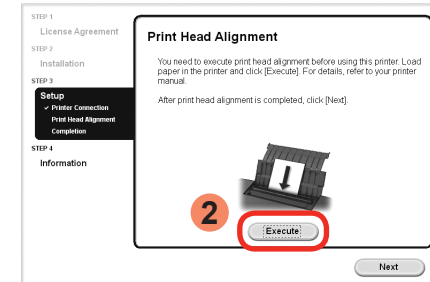 STEP 1
License Agreement
STEP 2
Installation
STEP 3
Setup
✓ Printer Connection
Print Head Alignment
Completion
STEP 4
Information
Print Head Alignment
You need to execute print head alignment before using this printer. Load
paper in the printer and click [Execute]. For details, refer to your printer
manual.
After print head alignment is completed, click [Next].
2
Execute
Next